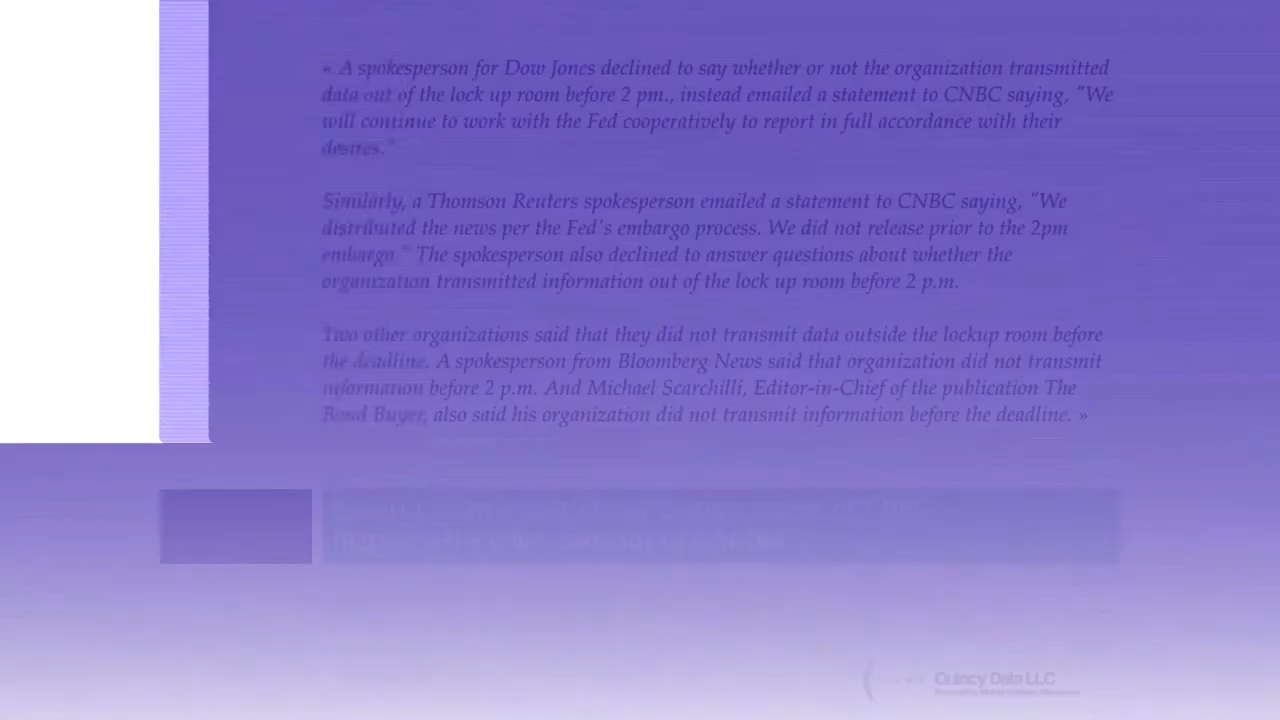 « A spokesperson for Dow Jones declined to say whether or not the organization transmitted
data out of the lock up room before 2 pm., instead emailed a statement to CNBC saying, "We
will continue to work with the Fed cooperatively to report in full accordance with their
desires."
Similarly, a Thomson Reuters spokesperson emailed a statement to CNBC saying, "We
distributed the news per the Fed's embargo process. We did not release prior to the 2pm
embargo." The spokesperson also declined to answer questions about whether the
organization transmitted information out of the lock up room before 2 p.m.
Two other organizations said that they did not transmit data outside the lockup room before
the deadline. A spokesperson from Bloomberg News said that organization did not transmit
information before 2 p.m. And Michael Scarchilli, Editor-in-Chief of the publication The
Bond Buyer, also said his organization did not transmit information before the deadline. »
Quincy Data LLC